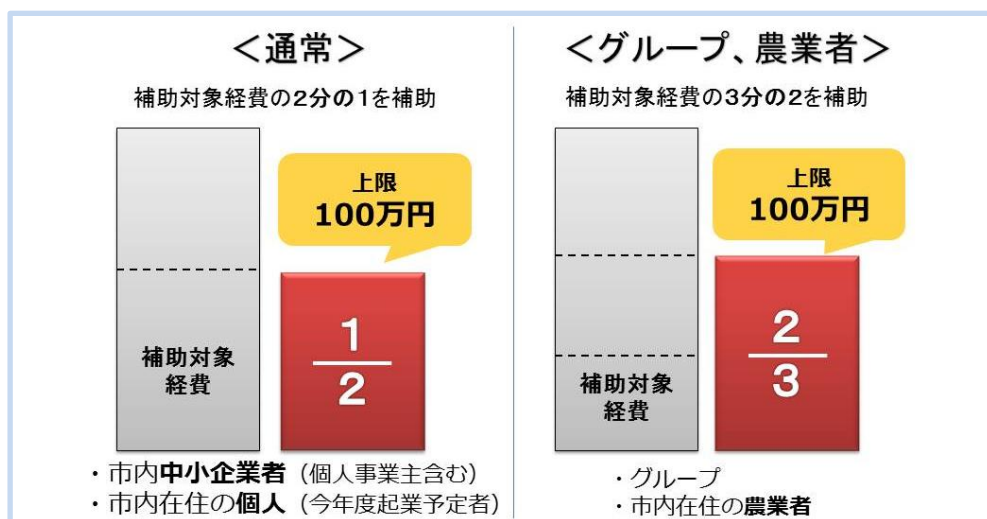 ＜通常＞
補助対象経費の2分の1を補助
上限
100万円
補助対象
経費
1
2
・市内中小企業者（個人事業主含む）
・市内在住の個人（今年度起業予定者）
＜グループ、農業者＞
補助対象経費の3分の2を補助
上限
100万円
補助対象
経費
2
3
・グループ
・市内在住の農業者